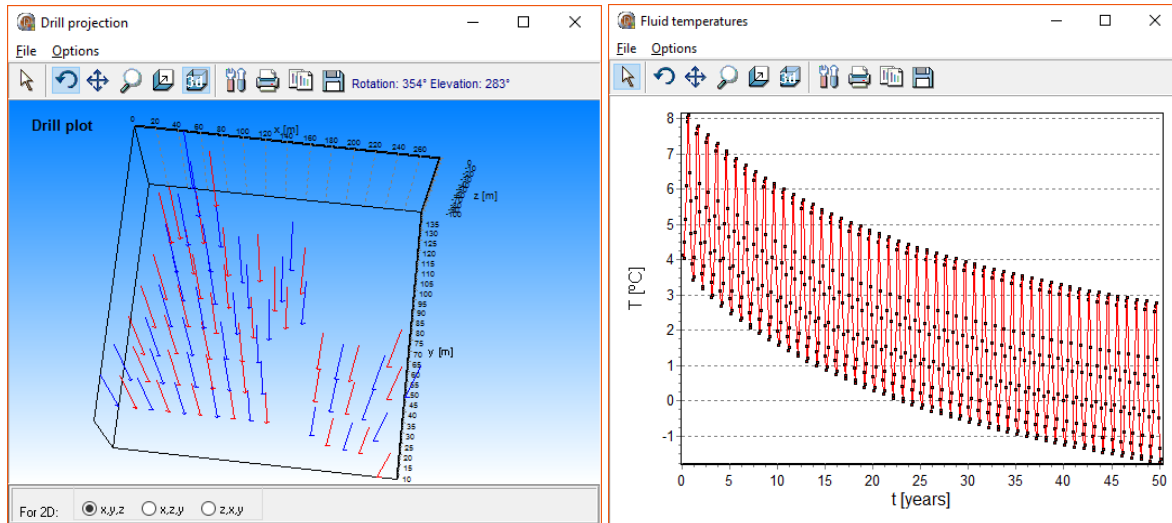 Drill projection
File Options
Rotation: 354° Elevation: 283°
Drill plot
0 20 40 60 80 100 120 140 160 180 200 220 240 260
x [m]
0
z [m]
-100
135
130
125
120
115
110
105
100
95
90
85
80
75
70
65
60
55
50
45
40
35
30
25
20
15
10
y [m]
For 2D: x,y,z x,z,y z,x,y
Fluid temperatures
File Options
8
7
6
5
4
3
2
1
0
-1
T [ºC]
0 5 10 15 20 25 30 35 40 45 50
t [years]